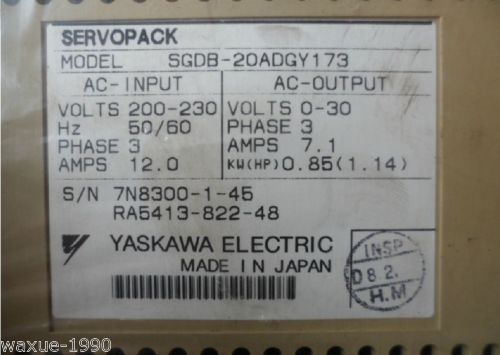 SERVOPACK
MODEL SGDB-20ADGY173
AC-INPUT
VOLTS 200-230
Hz 50/60
PHASE 3
AMPS 12.0
AC-OUTPUT
VOLTS 0-30
PHASE 3
AMPS 7.1
KW(HP) 0.85(1.14)
S/N 7N8300-1-45
RA5413-822-48
YASKAWA ELECTRIC
MADE IN JAPAN
INSP
D8.2.
H.M
waxue-1990